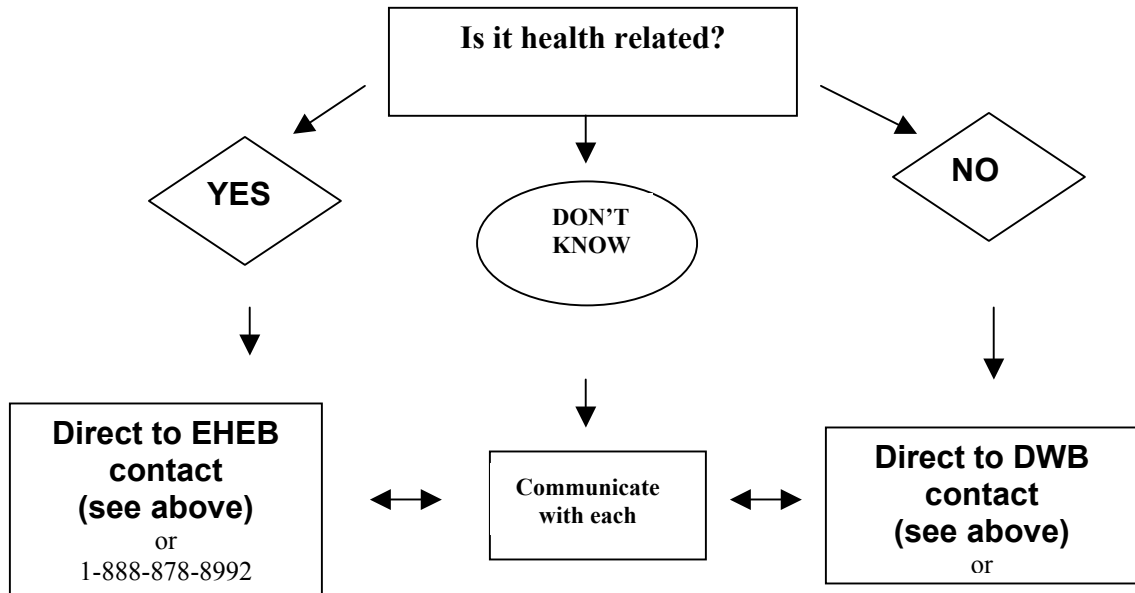 Is it health related?
YES
DON’T
KNOW
NO
Direct to EHEB
contact
(see above)
or
1-888-878-8992
Communicate
with each
Direct to DWB
contact
(see above)
or